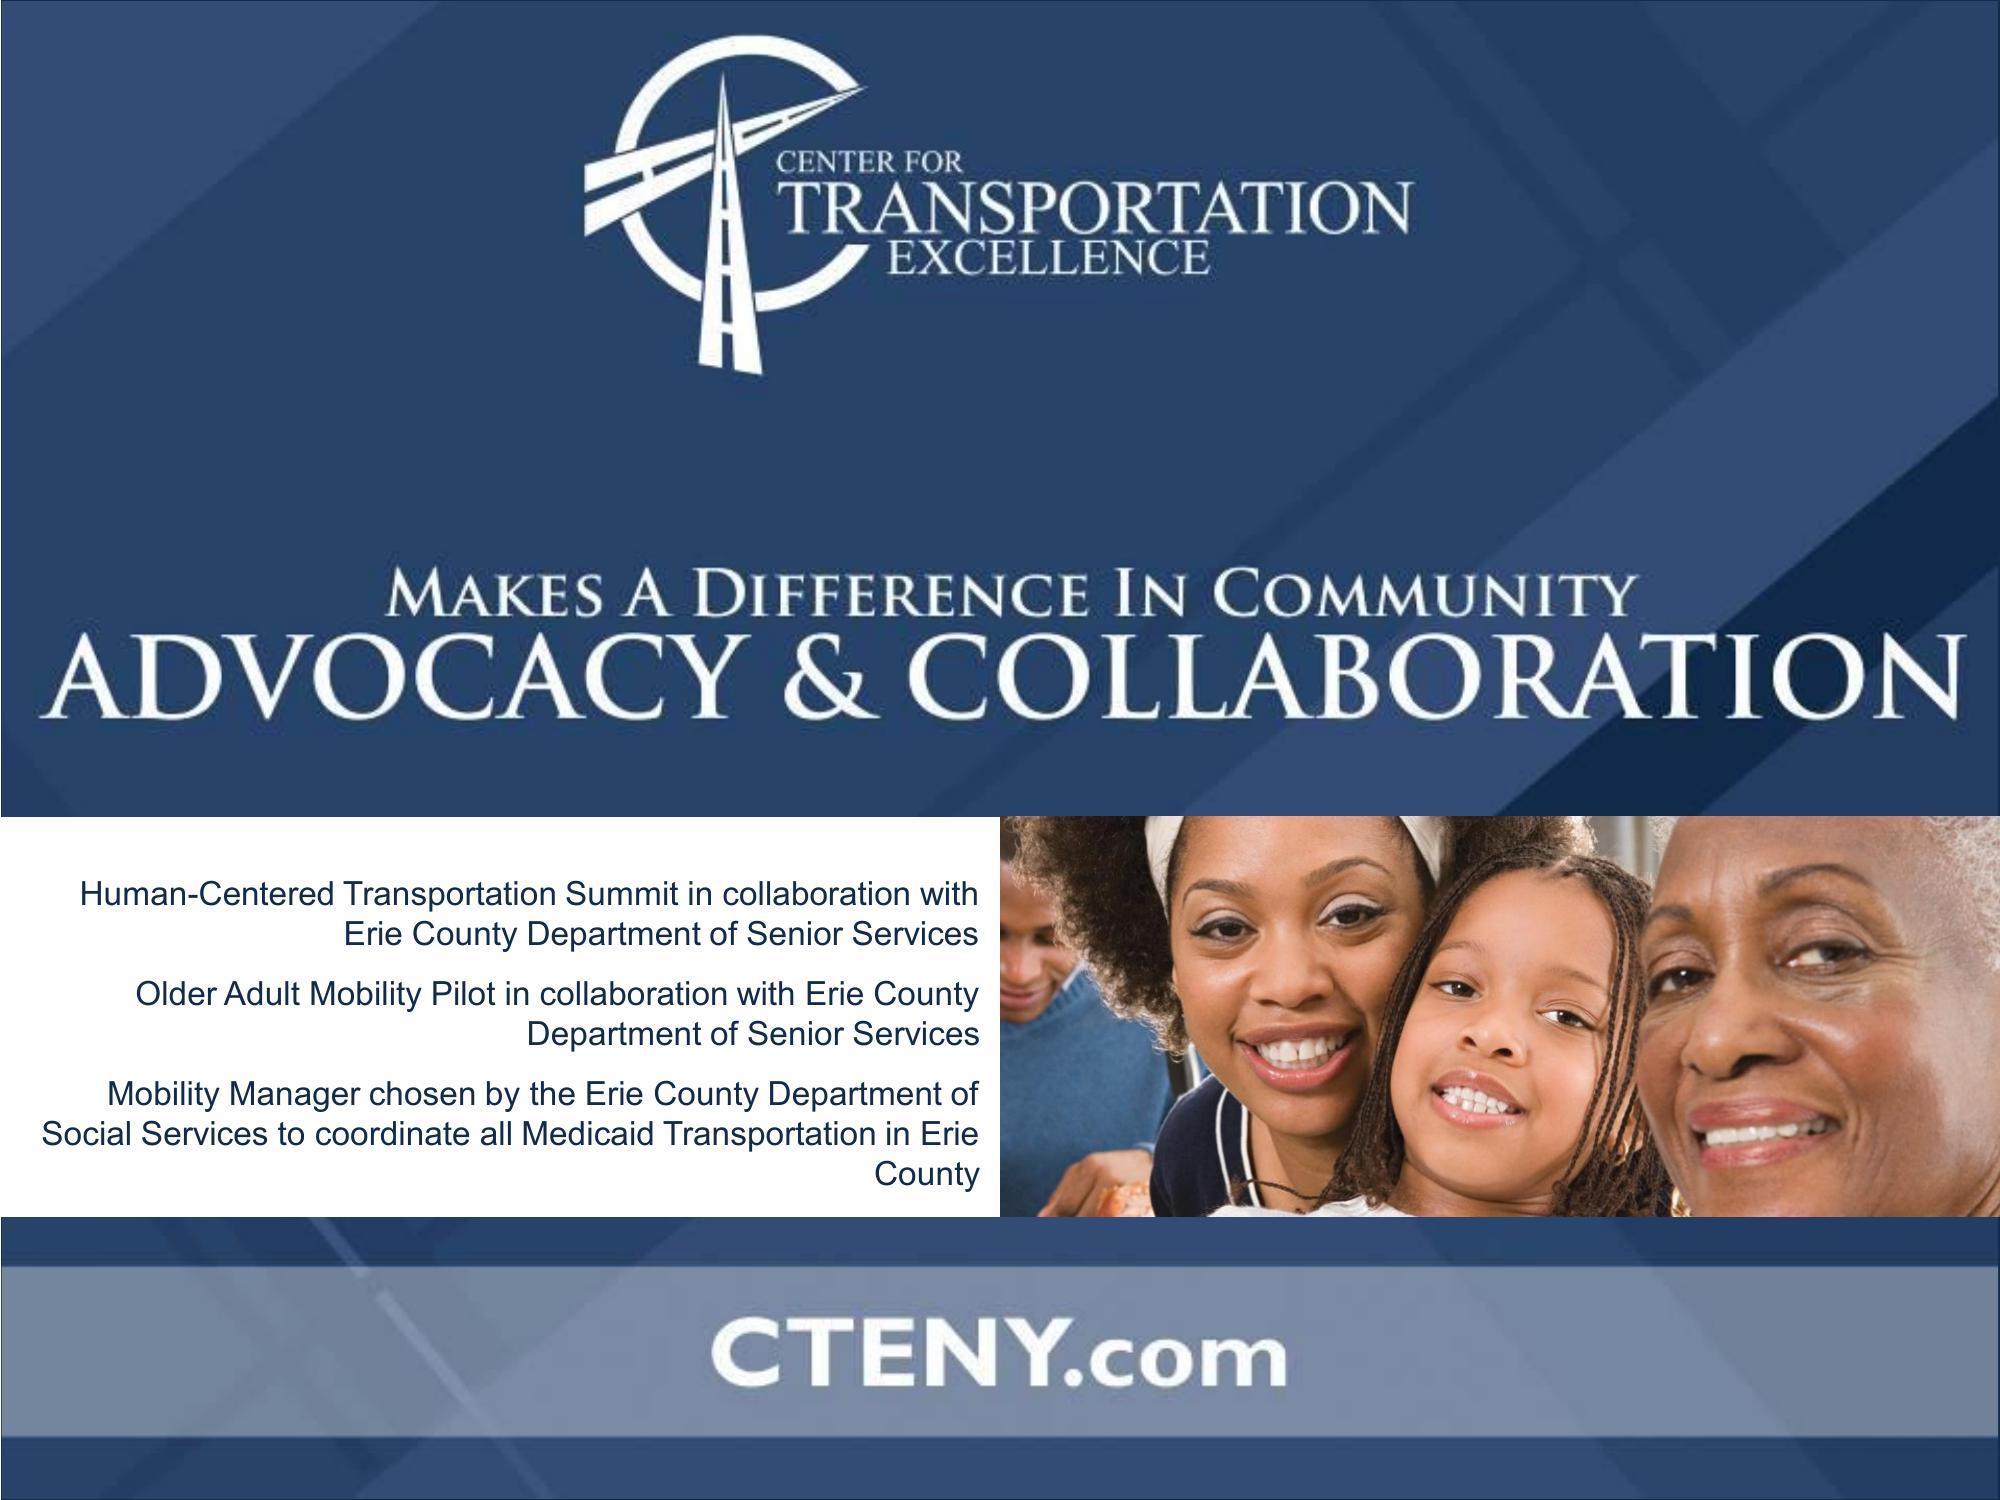 CENTER FOR
TRANSPORTATION
EXCELLENCE
MAKES A DIFFERENCE IN COMMUNITY
ADVOCACY & COLLABORATION
Human-Centered Transportation Summit in collaboration with
Erie County Department of Senior Services
Older Adult Mobility Pilot in collaboration with Erie County
Department of Senior Services
Mobility Manager chosen by the Erie County Department of
Social Services to coordinate all Medicaid Transportation in Erie
County
CTENY.com